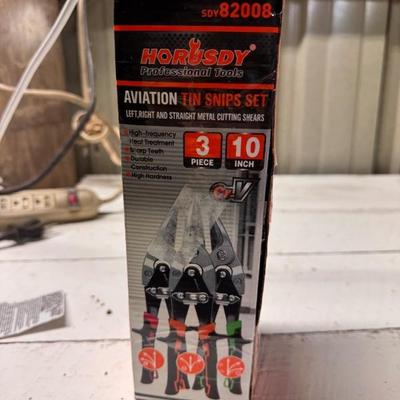 SDY82008
HORUSDY®
Professional Tools
AVIATION TIN SNIPS SET
LEFT,RIGHT AND STRAIGHT METAL CUTTING SHEARS
High-frequency
Heat Treatment
Sharp Teeth
Durable
Construction
High Hardness
3
PIECE
10
INCH